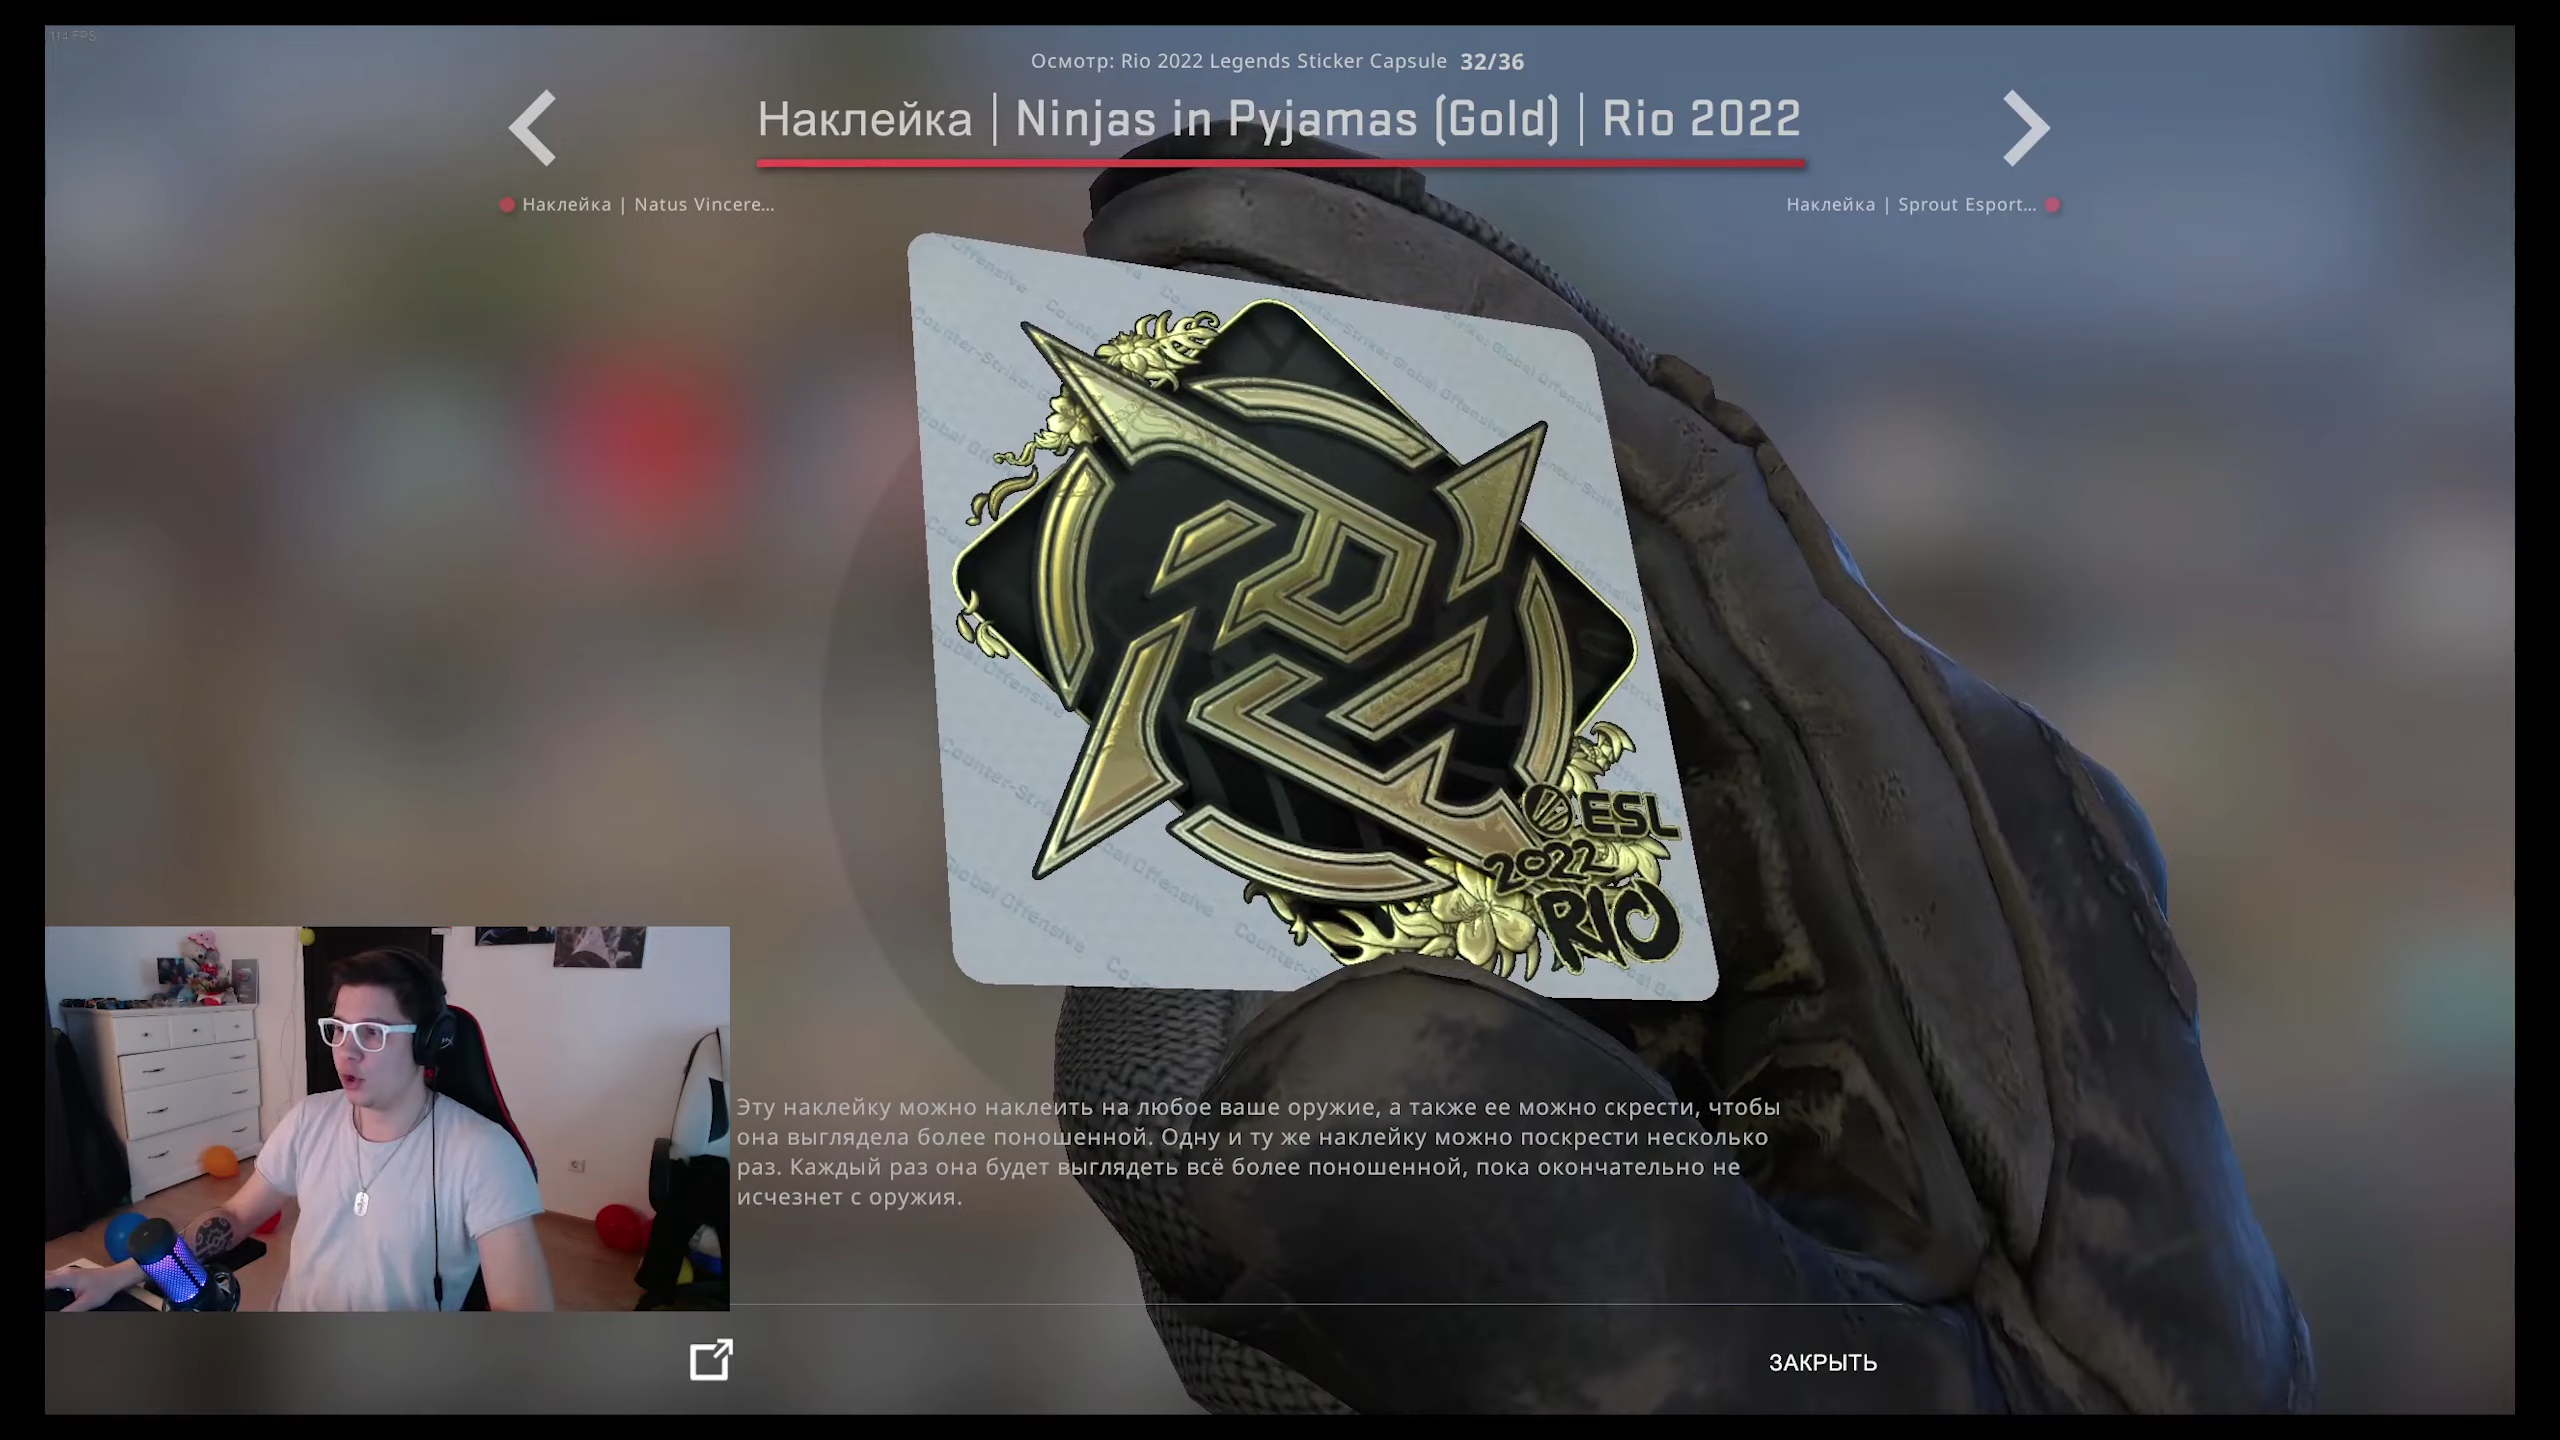 114 FPS
Осмотр: Rio 2022 Legends Sticker Capsule 32/36
Наклейка | Ninjas in Pyjamas (Gold) | Rio 2022
Наклейка | Natus Vincere...
Наклейка | Sprout Esport...
ESL
2022
RIO
Эту наклейку можно наклеить на любое ваше оружие, а также ее можно скрести, чтобы
она выглядела более поношенной. Одну и ту же наклейку можно поскрести несколько
раз. Каждый раз она будет выглядеть всё более поношенной, пока окончательно не
исчезнет с оружия.
ЗАКРЫТЬ